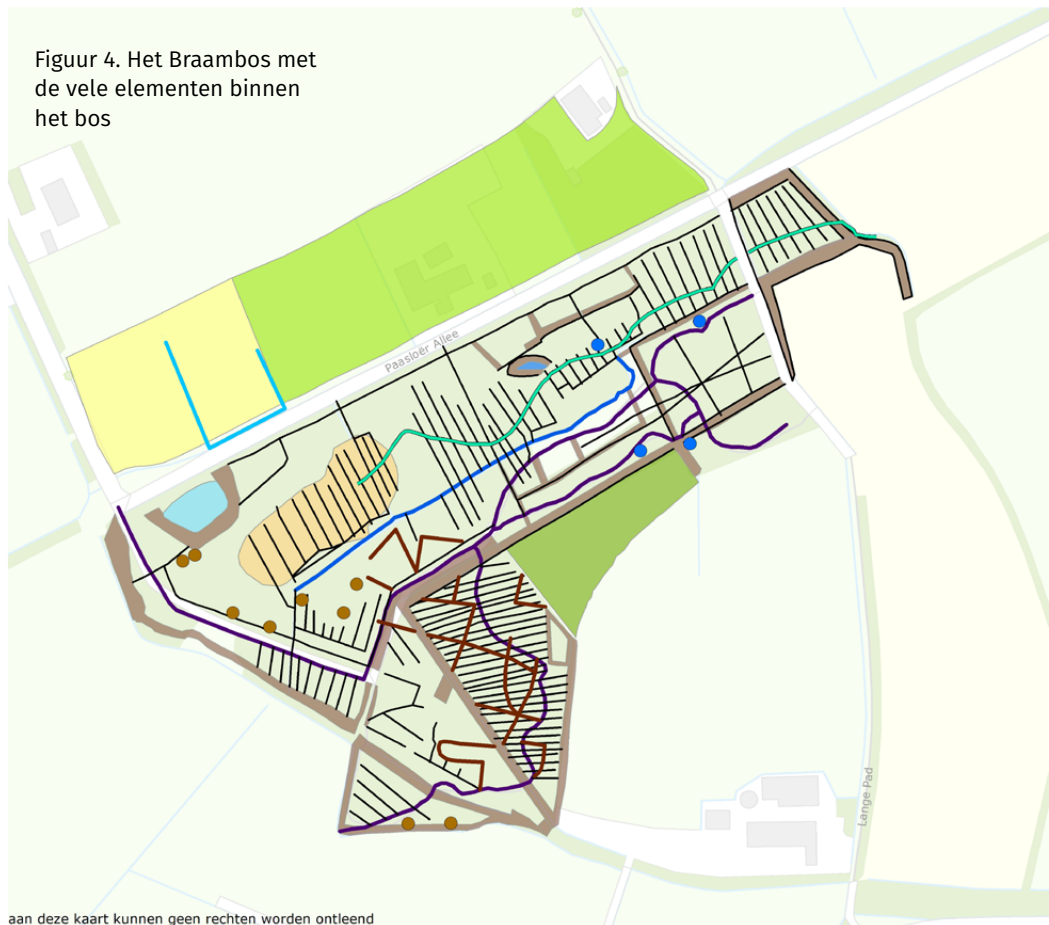 Figuur 4. Het Braambos met
de vele elementen binnen
het bos
Paasloër Allee
Lange Pad
aan deze kaart kunnen geen rechten worden ontleend